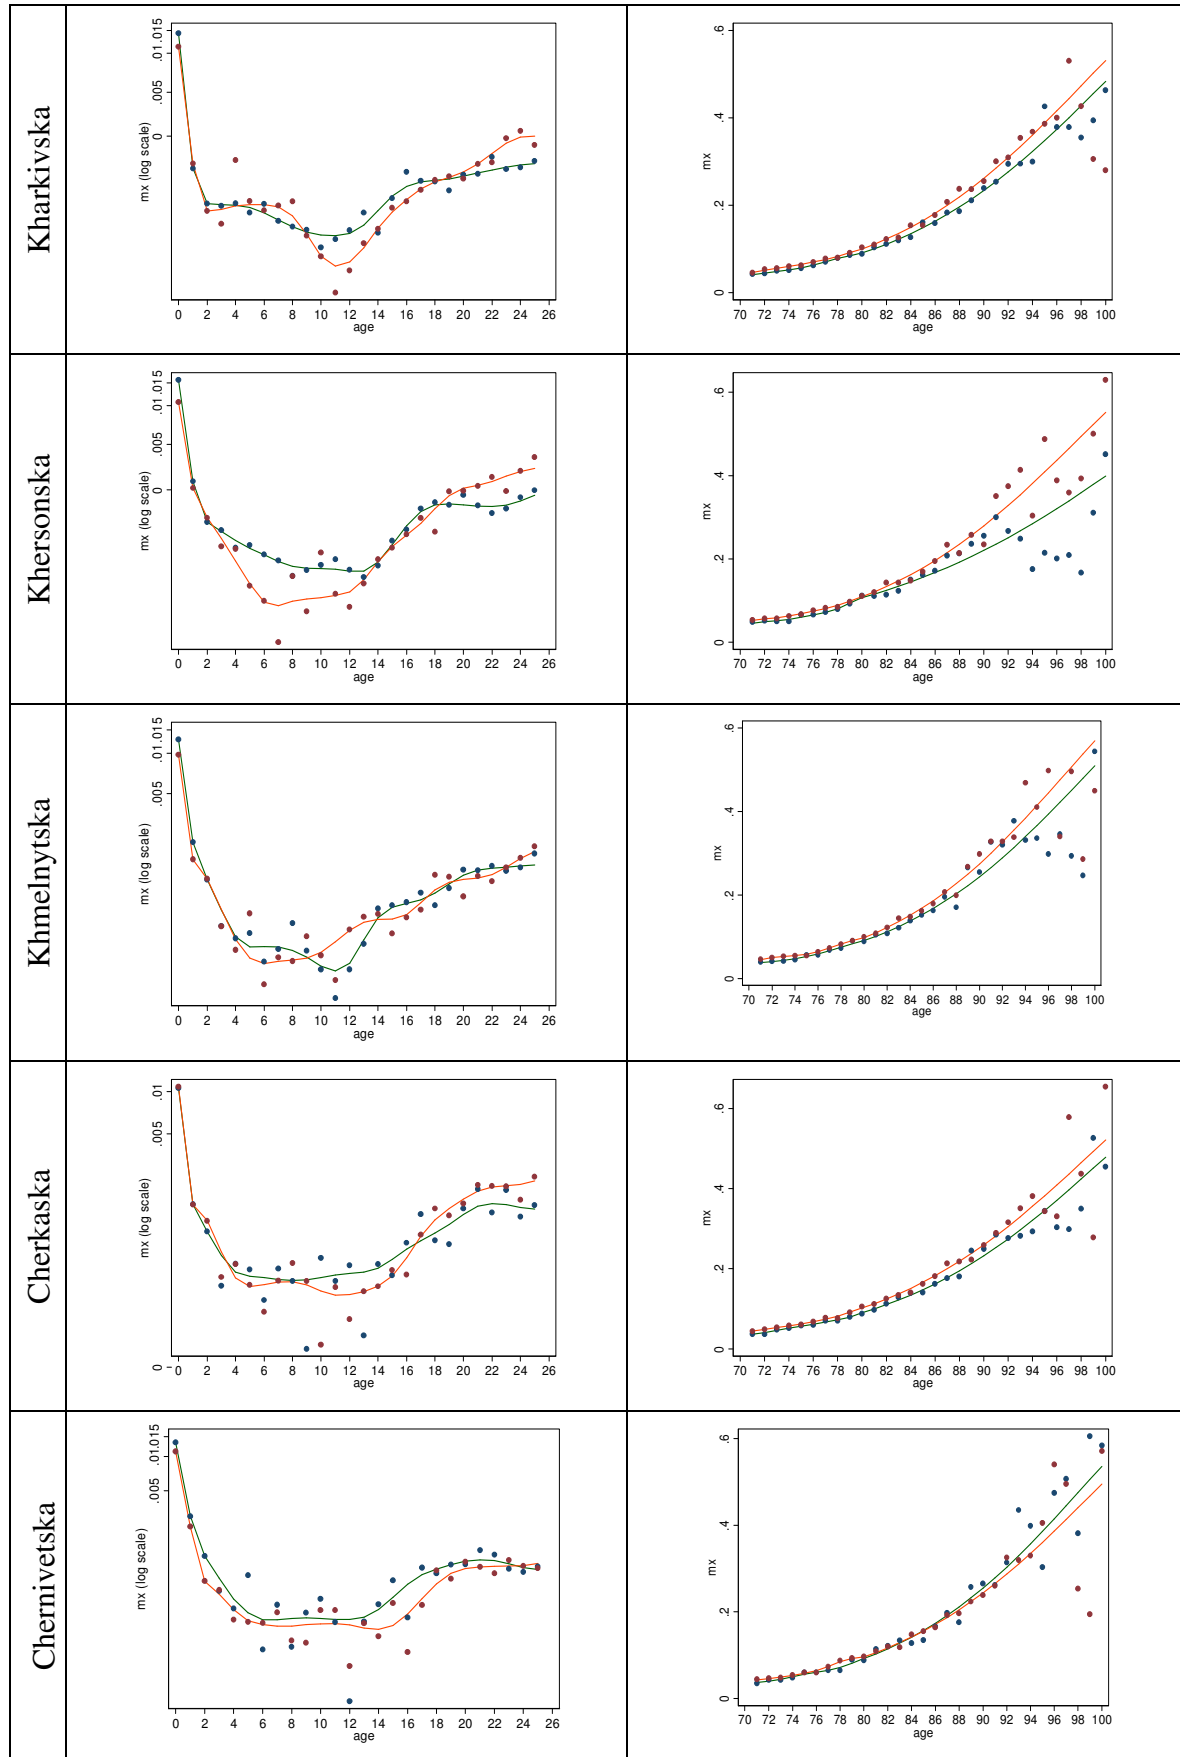 Kharkivska
mx (log scale)
0 .005 .01 .015
0 2 4 6 8 10 12 14 16 18 20 22 24 26
age
mx
0 .2 .4 .6
70 72 74 76 78 80 82 84 86 88 90 92 94 96 98 100
age
Khersonska
mx (log scale)
0 .005 .01 .015
0 2 4 6 8 10 12 14 16 18 20 22 24 26
age
mx
0 .2 .4 .6
70 72 74 76 78 80 82 84 86 88 90 92 94 96 98 100
age
Khmelnytska
mx (log scale)
.005 .01 .015
0 2 4 6 8 10 12 14 16 18 20 22 24 26
age
mx
0 .2 .4 .6
70 72 74 76 78 80 82 84 86 88 90 92 94 96 98 100
age
Cherkaska
mx (log scale)
0 .005 .01
0 2 4 6 8 10 12 14 16 18 20 22 24 26
age
mx
0 .2 .4 .6
70 72 74 76 78 80 82 84 86 88 90 92 94 96 98 100
age
Chernivetska
mx (log scale)
.005 .01 .015
0 2 4 6 8 10 12 14 16 18 20 22 24 26
age
mx
0 .2 .4 .6
70 72 74 76 78 80 82 84 86 88 90 92 94 96 98 100
age